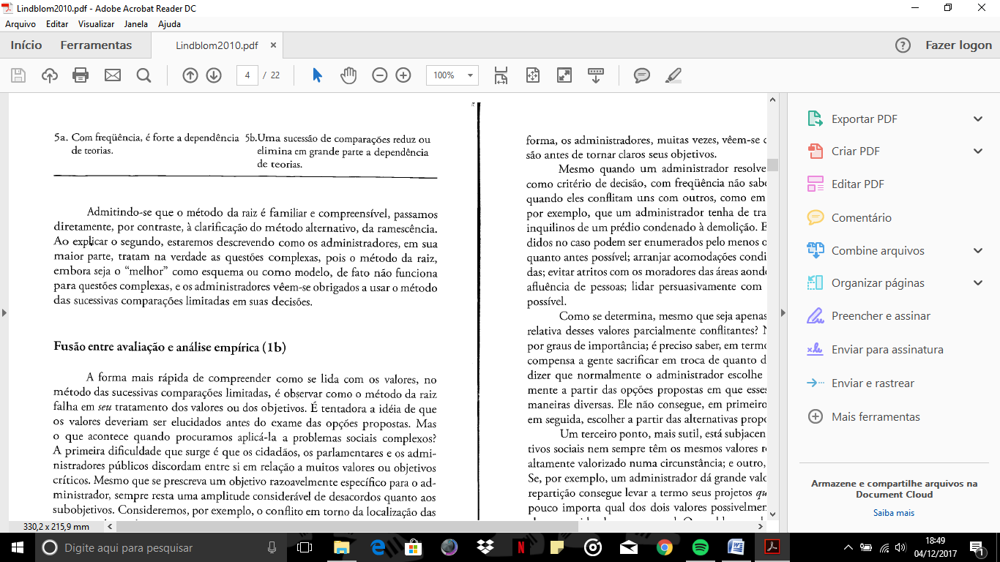 Lindblom2010.pdf - Adobe Acrobat Reader DC
Arquivo Editar Visualizar Janela Ajuda
Início Ferramentas Lindblom2010.pdf × Fazer logon
4 / 22 100%
5a. Com freqüência, é forte a dependência
de teorias.
5b.Uma sucessão de comparações reduz ou
elimina em grande parte a dependência
de teorias.
Admitindo-se que o método da raiz é familiar e compreensível, passamos
diretamente, por contraste, à clarificação do método alternativo, da ramescência.
Ao explicar o segundo, estaremos descrevendo como os administradores, em sua
maior parte, tratam na verdade as questões complexas, pois o método da raiz,
embora seja o “melhor” como esquema ou como modelo, de fato não funciona
para questões complexas, e os administradores vêem-se obrigados a usar o método
das sucessivas comparações limitadas em suas decisões.
Fusão entre avaliação e análise empírica (1b)
A forma mais rápida de compreender como se lida com os valores, no
método das sucessivas comparações limitadas, é observar como o método da raiz
falha em seu tratamento dos valores ou dos objetivos. É tentadora a idéia de que
os valores deveriam ser elucidados antes do exame das opções propostas. Mas
o que acontece quando procuramos aplicá-la a problemas sociais complexos?
A primeira dificuldade que surge é que os cidadãos, os parlamentares e os admi-
nistradores públicos discordam entre si em relação a muitos valores ou objetivos
críticos. Mesmo que se prescreva um objetivo razoavelmente específico para o ad-
ministrador, sempre resta uma amplitude considerável de desacordos quanto aos
subobjetivos. Consideremos, por exemplo, o conflito em torno da localização das
forma, os administradores, muitas vezes, vêem-se
são antes de tornar claros seus objetivos.
Mesmo quando um administrador resolve
como critério de decisão, com freqüência não sabe
quando eles conflitam uns com outros, como em
por exemplo, que um administrador tenha de tra
inquilinos de um prédio condenado à demolição. E
didos no caso podem ser enumerados pelo menos o
quanto antes possível; arranjar acomodações condi
das; evitar atritos com os moradores das áreas aond
afluência de pessoas; lidar persuasivamente com
possível.
Como se determina, mesmo que seja apenas
relativa desses valores parcialmente conflitantes? N
por graus de importância; é preciso saber, em termo
compensa a gente sacrificar em troca de quanto d
dizer que normalmente o administrador escolhe
mente a partir das opções propostas em que esses
maneiras diversas. Ele não consegue, em primeiro
em seguida, escolher a partir das alternativas propo
Um terceiro ponto, mais sutil, está subjacen
tivos sociais nem sempre têm os mesmos valores r
altamente valorizado numa circunstância; e outro,
Se, por exemplo, um administrador dá grande valo
repartição consegue levar a termo seus projetos qu
pouco importa qual dos dois valores possivelmen
Exportar PDF
Criar PDF
Editar PDF
Comentário
Combine arquivos
Organizar páginas
Preencher e assinar
Enviar para assinatura
Enviar e rastrear
Mais ferramentas
Armazene e compartilhe arquivos na
Document Cloud
Saiba mais
330,2 x 215,9 mm
Digite aqui para pesquisar
18:49
04/12/2017